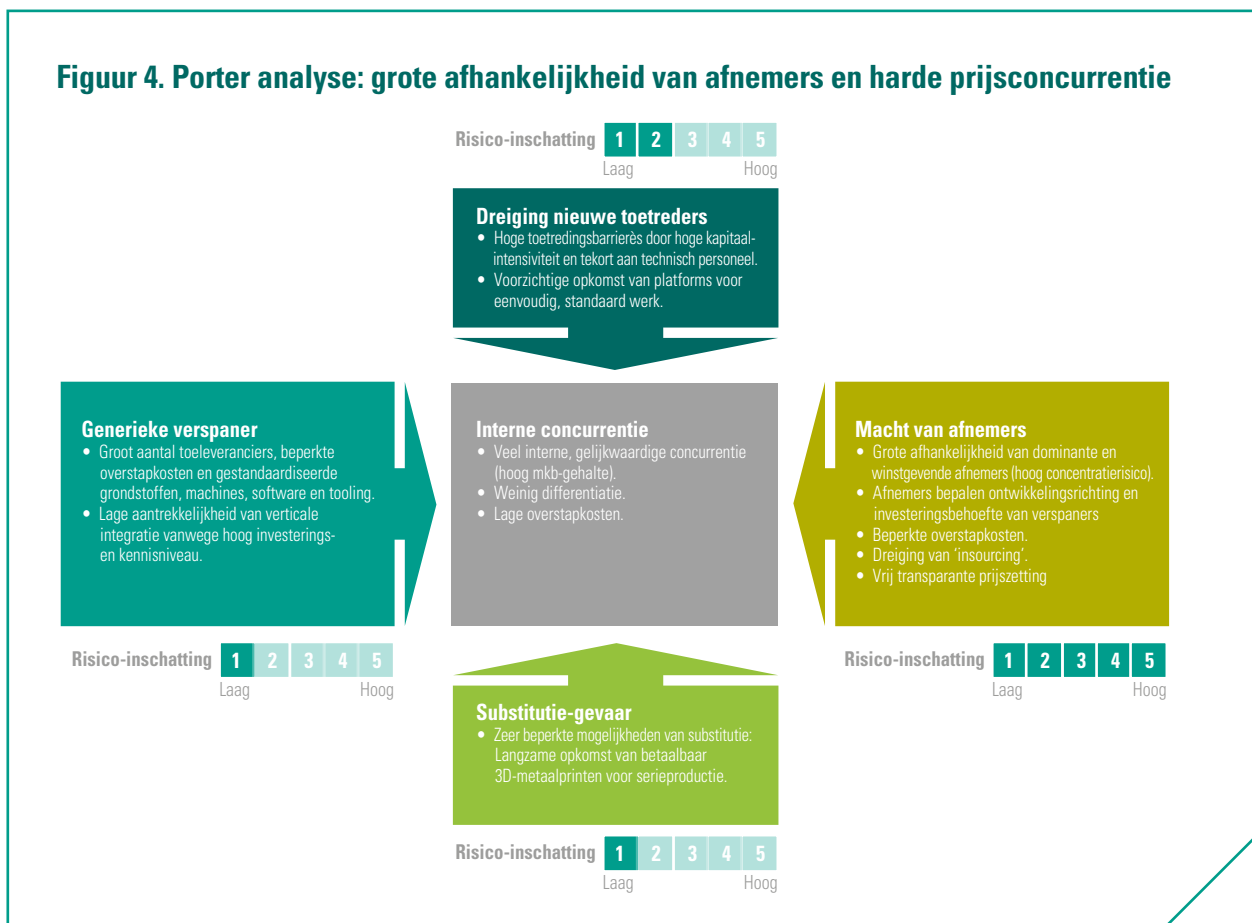 Figuur 4. Porter analyse: grote afhankelijkheid van afnemers en harde prijsconcurrentie
Risico-inschatting 1 2 3 4 5
Laag Hoog
Dreiging nieuwe toetreders
• Hoge toetredingsbarrierès door hoge kapitaal-
intensiviteit en tekort aan technisch personeel.
• Voorzichtige opkomst van platforms voor
eenvoudig, standaard werk.
Generieke verspaner
• Groot aantal toeleveranciers, beperkte
overstapkosten en gestandaardiseerde
grondstoffen, machines, software en tooling.
• Lage aantrekkelijkheid van verticale
integratie vanwege hoog investerings-
en kennisniveau.
Risico-inschatting 1 2 3 4 5
Laag Hoog
Interne concurrentie
• Veel interne, gelijkwaardige concurrentie
(hoog mkb-gehalte).
• Weinig differentiatie.
• Lage overstapkosten.
Macht van afnemers
• Grote afhankelijkheid van dominante en
winstgevende afnemers (hoog concentratierisico).
• Afnemers bepalen ontwikkelingsrichting en
investeringsbehoefte van verspaners
• Beperkte overstapkosten.
• Dreiging van ‘insourcing’.
• Vrij transparante prijszetting
Risico-inschatting 1 2 3 4 5
Laag Hoog
Substitutie-gevaar
• Zeer beperkte mogelijkheden van substitutie:
Langzame opkomst van betaalbaar
3D-metaalprinten voor serieproductie.
Risico-inschatting 1 2 3 4 5
Laag Hoog